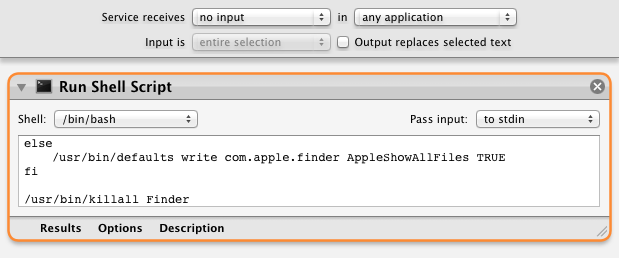 Service receives no input in any application
Input is entire selection Output replaces selected text
Run Shell Script
Shell: /bin/bash Pass input: to stdin
else
    /usr/bin/defaults write com.apple.finder AppleShowAllFiles TRUE
fi

/usr/bin/killall Finder
Results Options Description